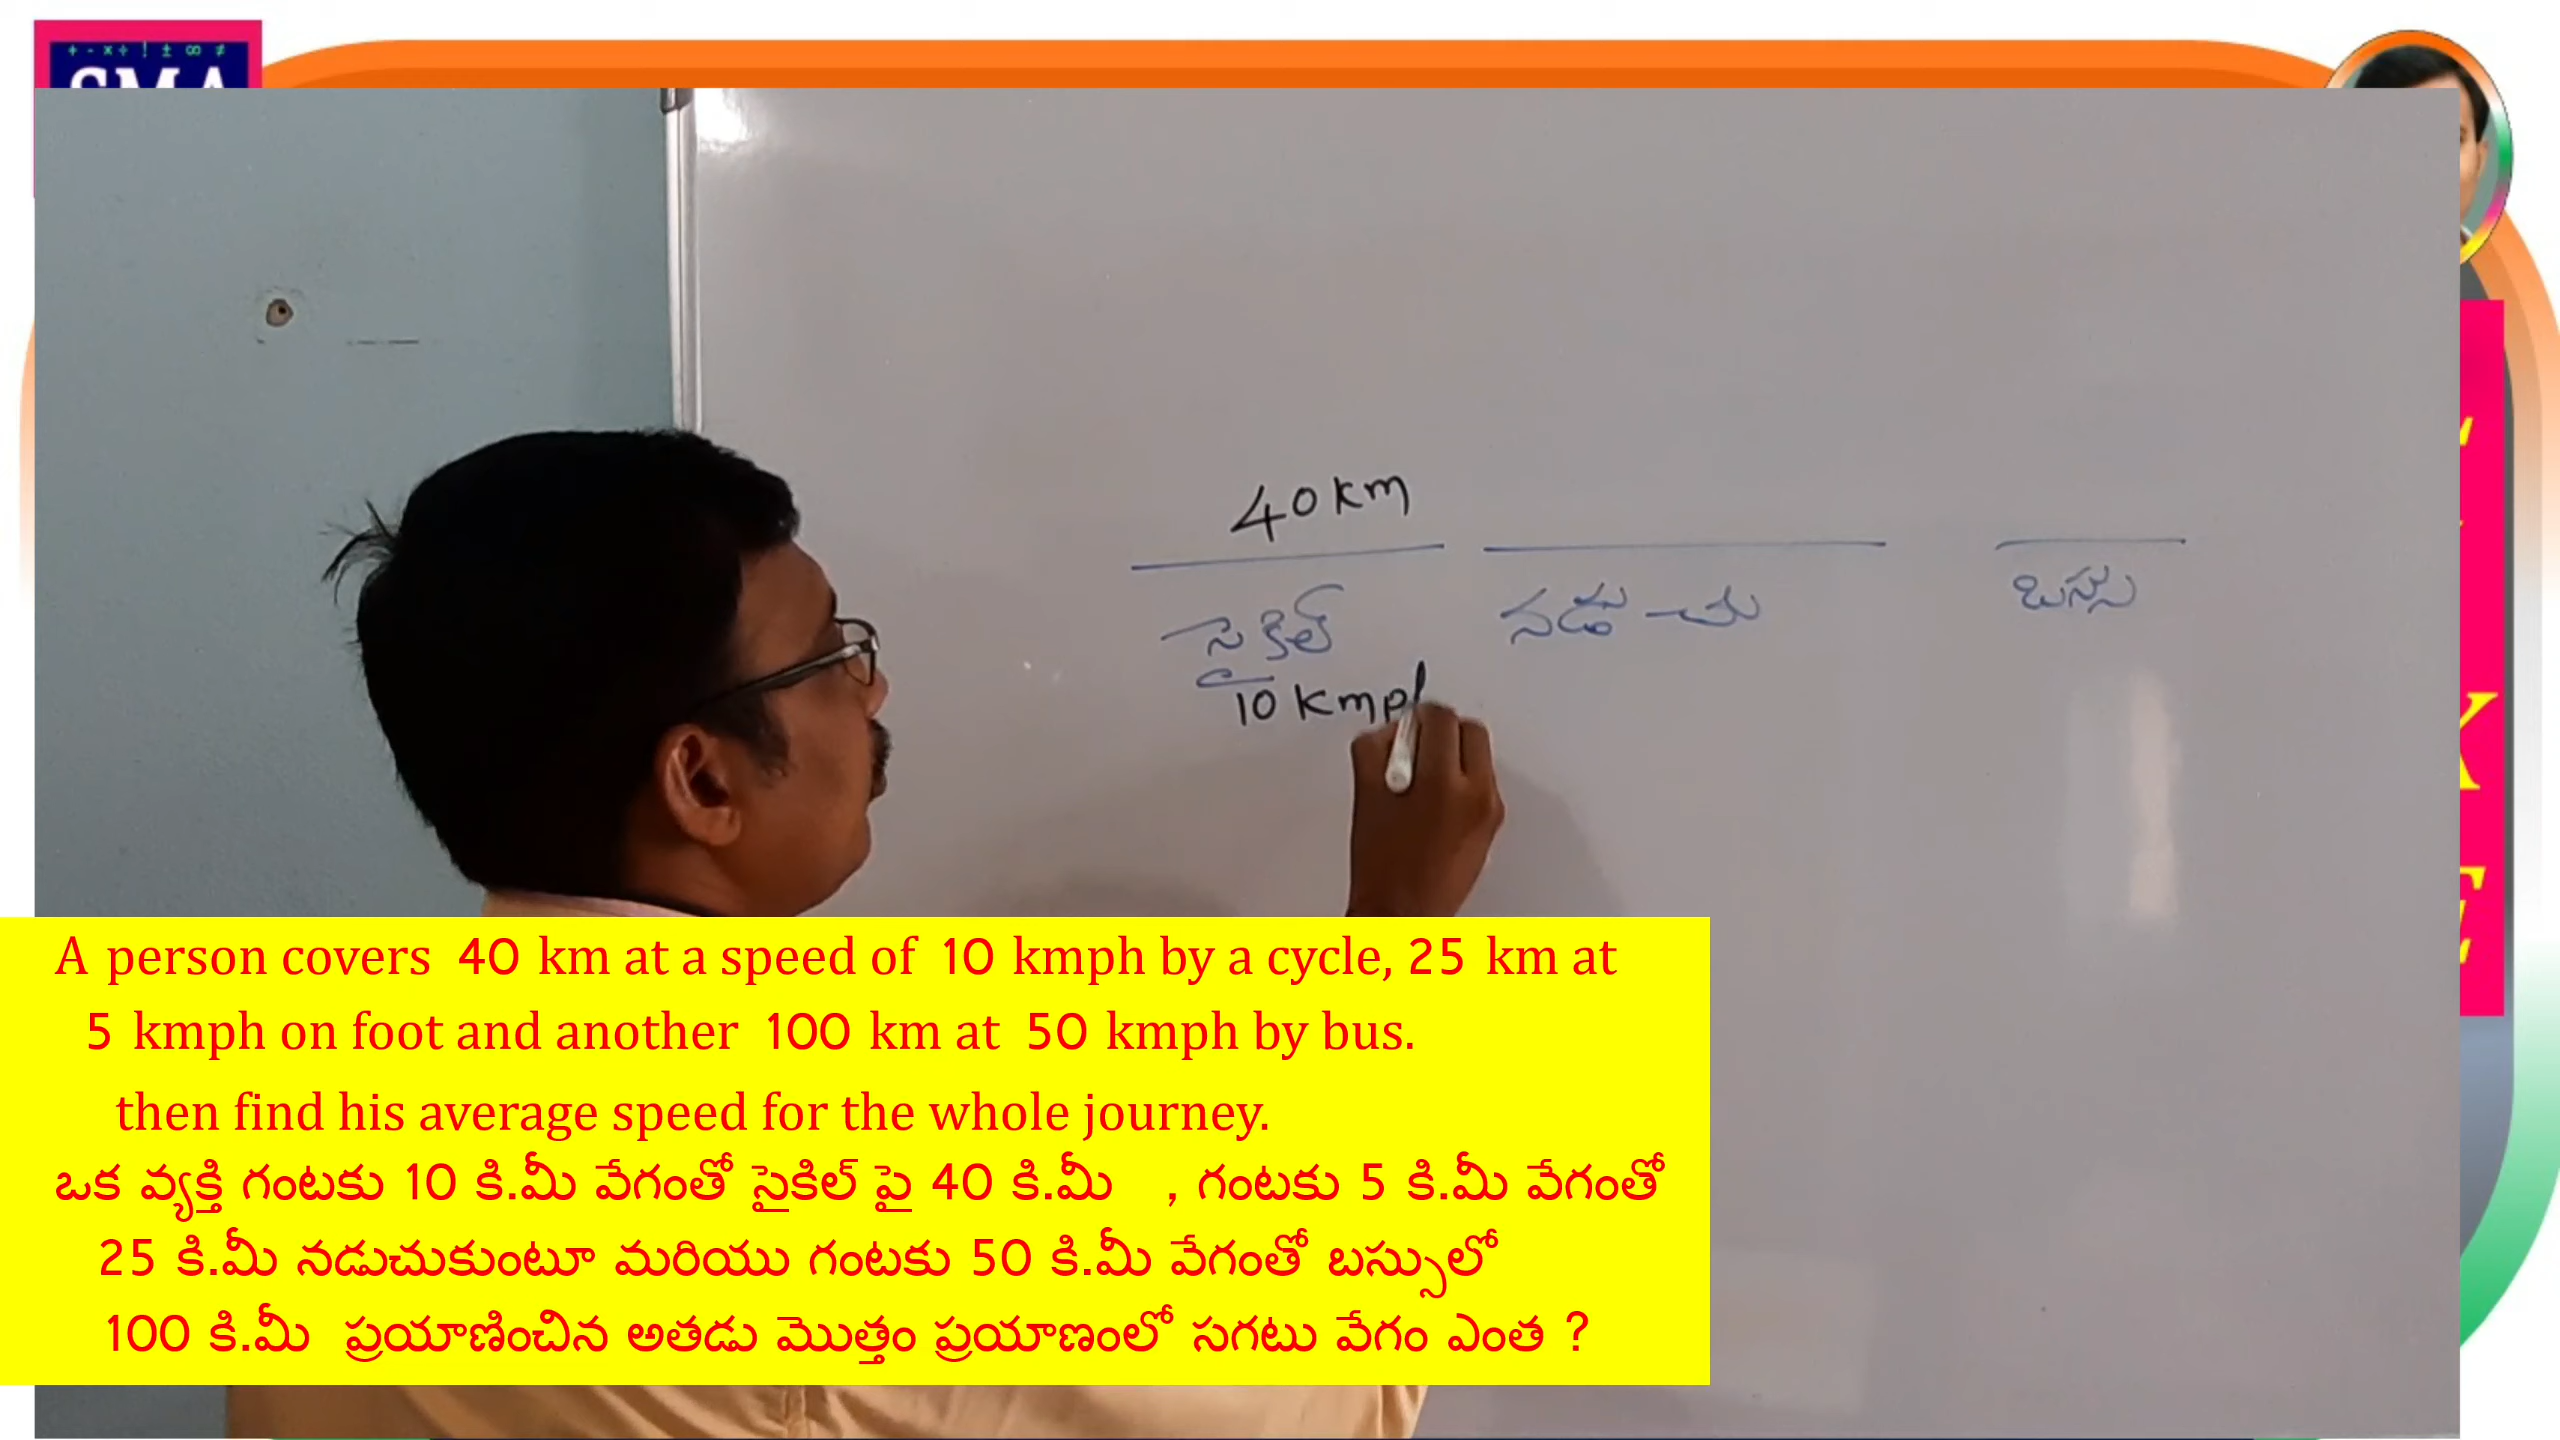 + - × ÷ ! ± ∞ ≠
SMA
40 km
సైకిల్
నడుచు
బస్సు
10 kmph
A person covers 40 km at a speed of 10 kmph by a cycle, 25 km at
5 kmph on foot and another 100 km at 50 kmph by bus.
then find his average speed for the whole journey.
ఒక వ్యక్తి గంటకు 10 కి.మీ వేగంతో సైకిల్ పై 40 కి.మీ , గంటకు 5 కి.మీ వేగంతో
25 కి.మీ నడుచుకుంటూ మరియు గంటకు 50 కి.మీ వేగంతో బస్సులో
100 కి.మీ ప్రయాణించిన అతడు మొత్తం ప్రయాణంలో సగటు వేగం ఎంత ?